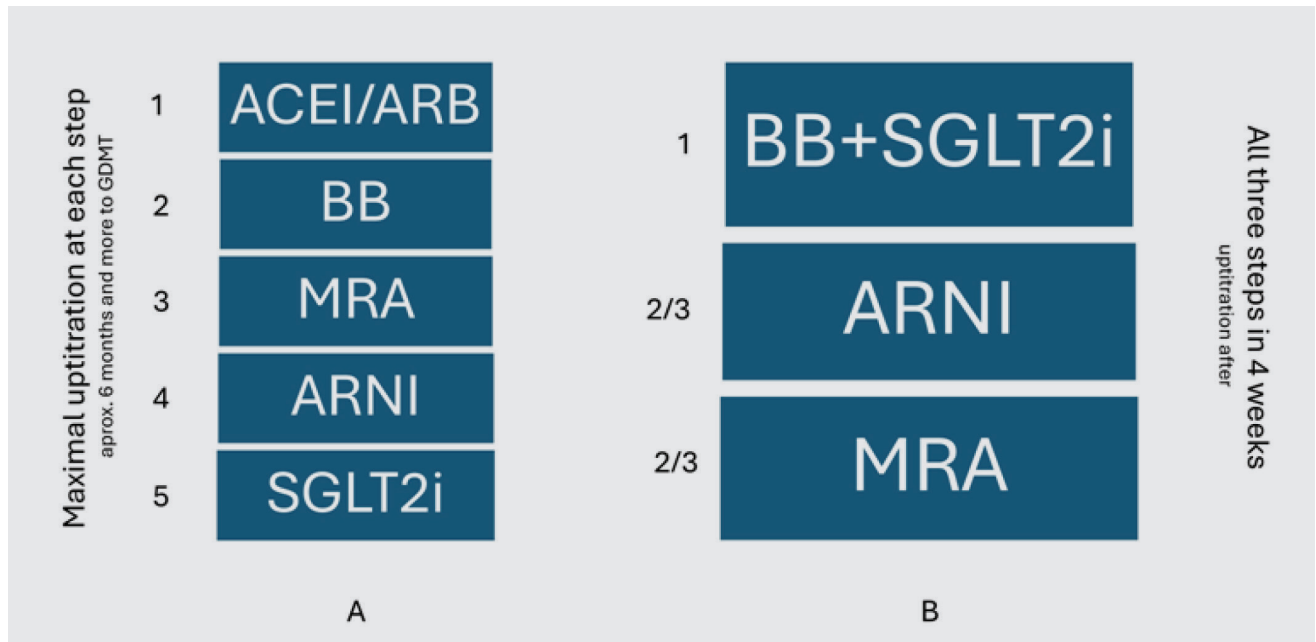 Maximal uptitration at each step
aprox. 6 months and more to GDMT
1
ACEI/ARB
2
BB
3
MRA
4
ARNI
5
SGLT2i
A
1
BB+SGLT2i
2/3
ARNI
2/3
MRA
B
All three steps in 4 weeks
uptitration after